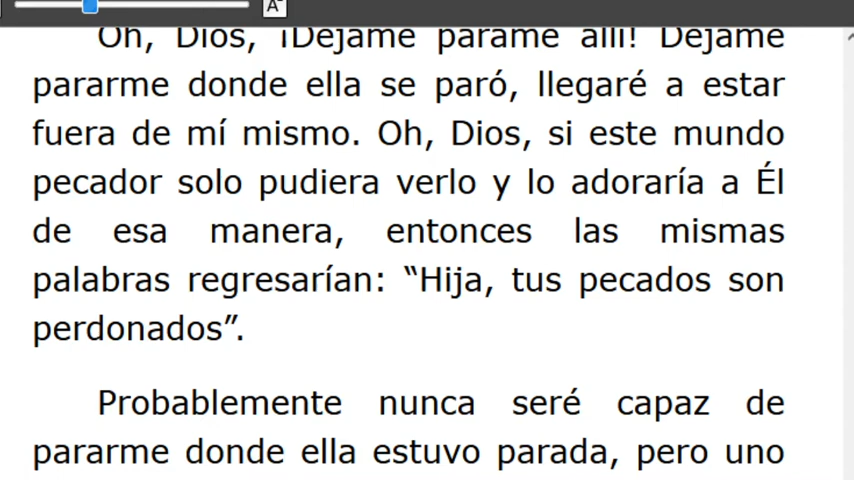 A
Oh, Dios, ¡Déjame parame allí! Déjame
pararme donde ella se paró, llegaré a estar
fuera de mí mismo. Oh, Dios, si este mundo
pecador solo pudiera verlo y lo adoraría a Él
de esa manera, entonces las mismas
palabras regresarían: “Hija, tus pecados son
perdonados”.
Probablemente nunca seré capaz de
pararme donde ella estuvo parada, pero uno